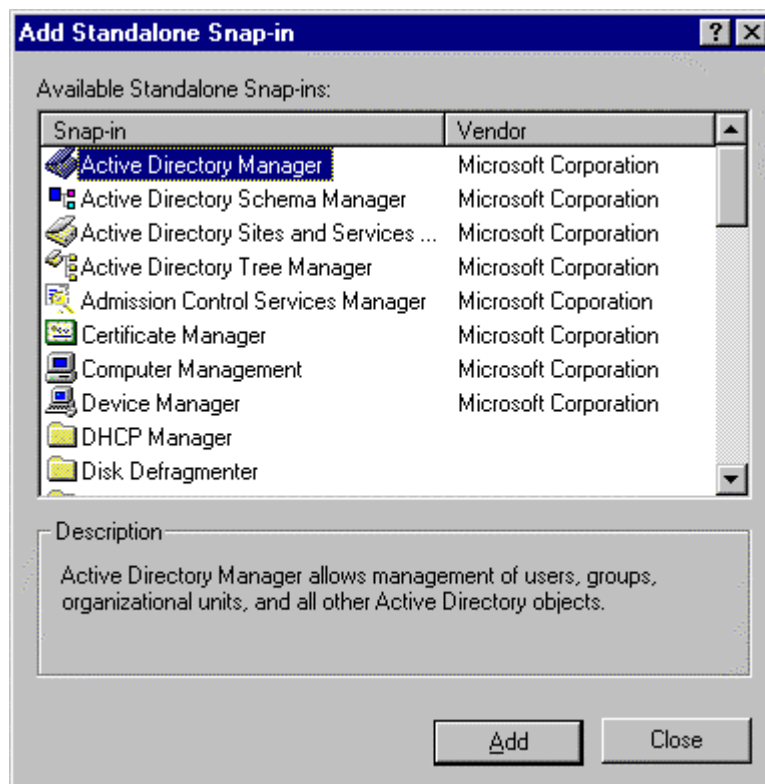 Add Standalone Snap-in
Available Standalone Snap-ins:
Snap-in Vendor
Active Directory Manager Microsoft Corporation
Active Directory Schema Manager Microsoft Corporation
Active Directory Sites and Services ... Microsoft Corporation
Active Directory Tree Manager Microsoft Corporation
Admission Control Services Manager Microsoft Coporation
Certificate Manager Microsoft Corporation
Computer Management Microsoft Corporation
Device Manager Microsoft Corporation
DHCP Manager
Disk Defragmenter
Description
Active Directory Manager allows management of users, groups,
organizational units, and all other Active Directory objects.
Add Close